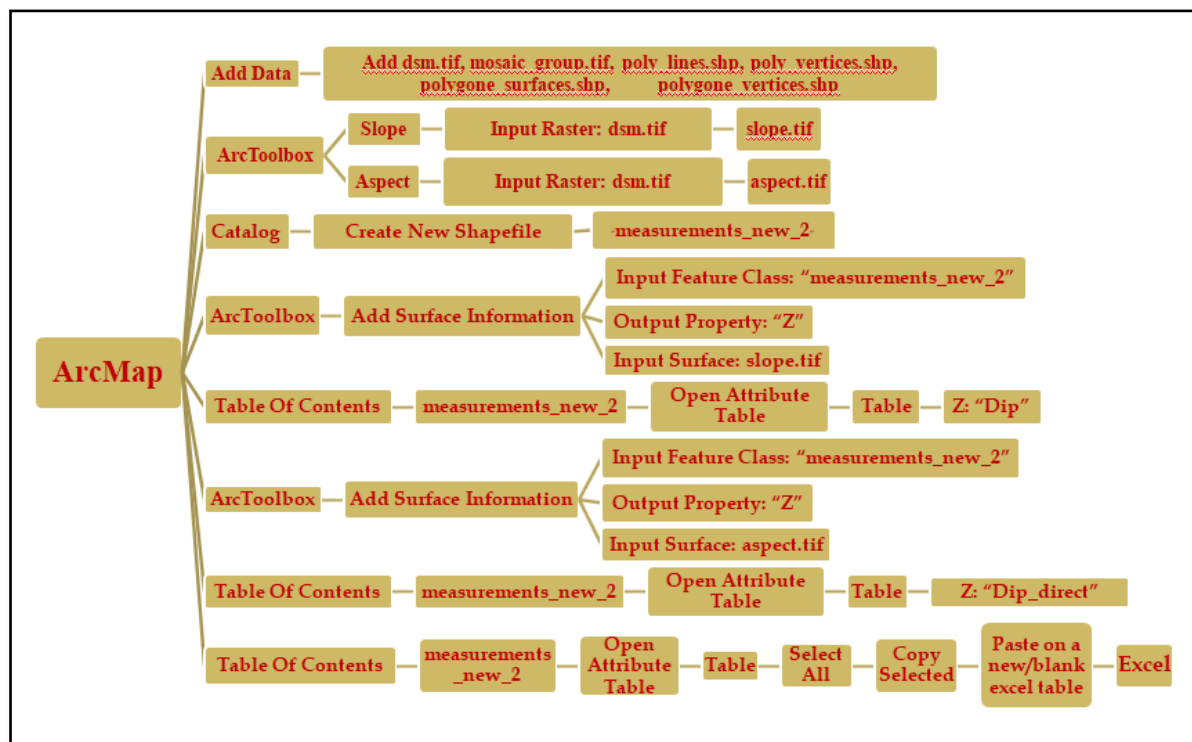 Add Data
Add dsm.tif, mosaic_group.tif, poly_lines.shp, poly_vertices.shp,
polygone_surfaces.shp, polygone_vertices.shp
ArcToolbox
Slope
Input Raster: dsm.tif
slope.tif
Aspect
Input Raster: dsm.tif
aspect.tif
Catalog
Create New Shapefile
measurements_new_2
ArcMap
ArcToolbox
Add Surface Information
Input Feature Class: “measurements_new_2”
Output Property: “Z”
Input Surface: slope.tif
Table Of Contents
measurements_new_2
Open Attribute
Table
Table
Z: “Dip”
ArcToolbox
Add Surface Information
Input Feature Class: “measurements_new_2”
Output Property: “Z”
Input Surface: aspect.tif
Table Of Contents
measurements_new_2
Open Attribute
Table
Table
Z: “Dip_direct”
Table Of Contents
measurements
_new_2
Open
Attribute
Table
Table
Select
All
Copy
Selected
Paste on a
new/blank
excel table
Excel